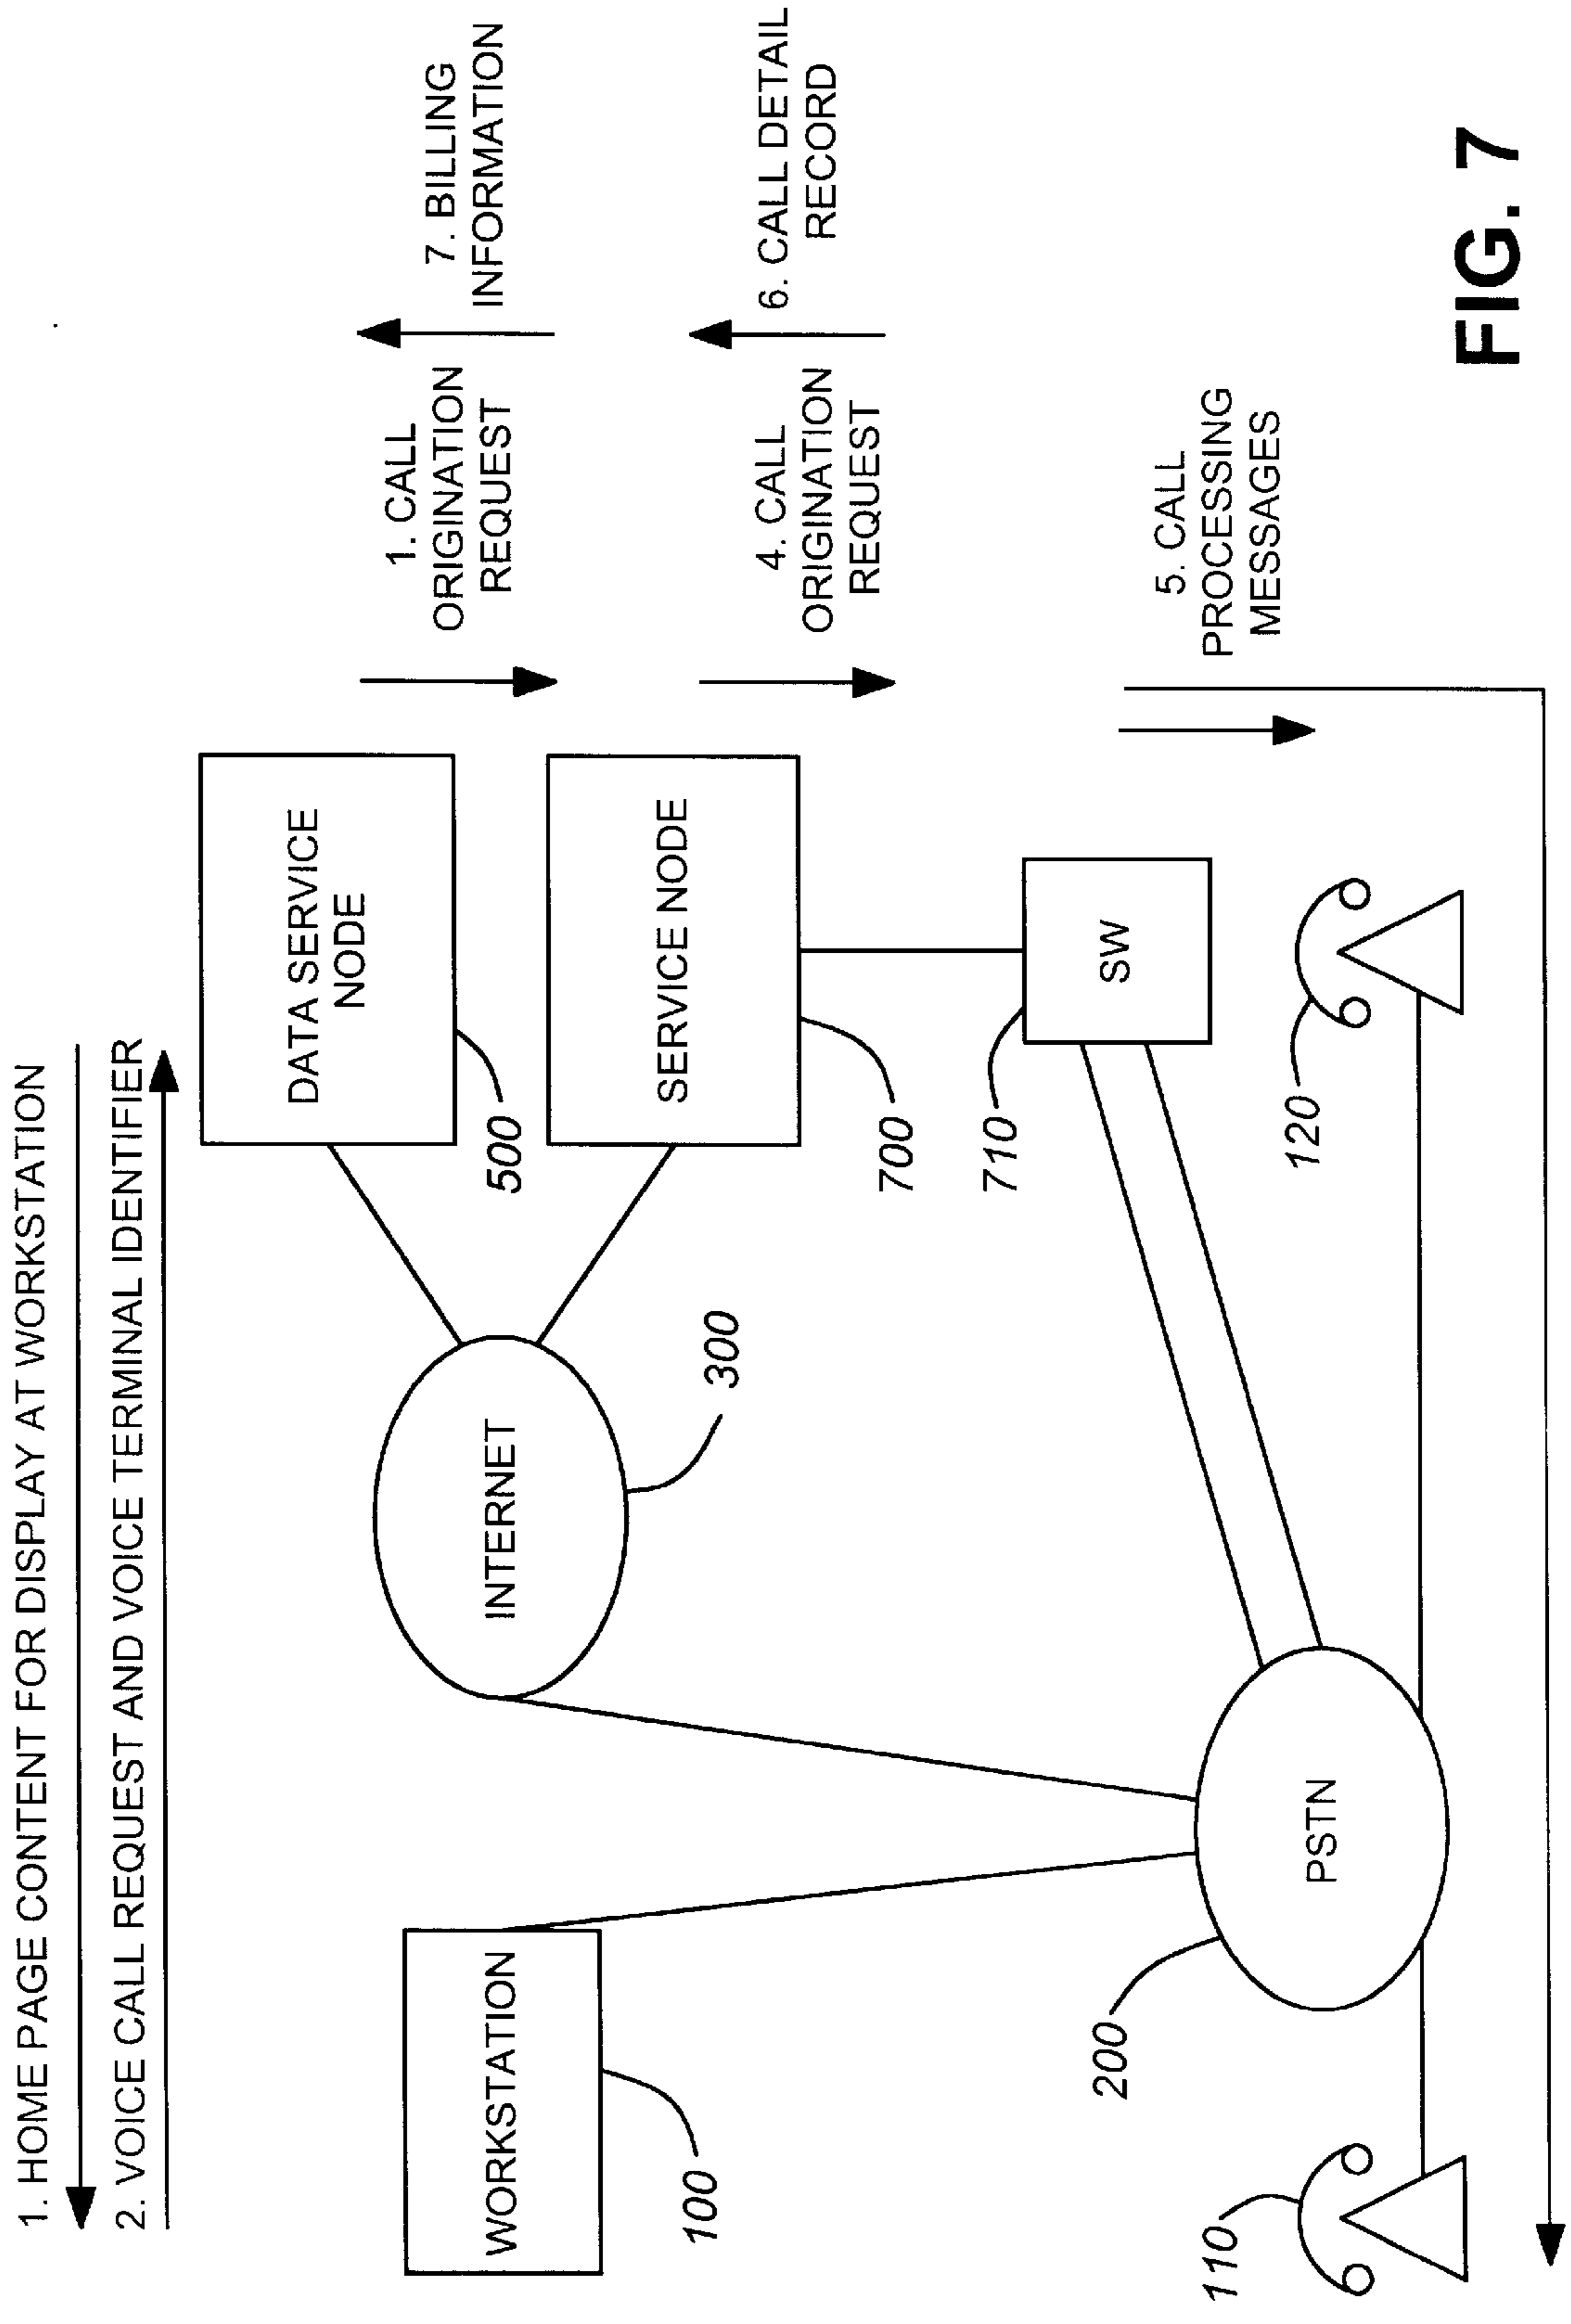 1. HOME PAGE CONTENT FOR DISPLAY AT WORKSTATION
2. VOICE CALL REQUEST AND VOICE TERMINAL IDENTIFIER
DATA SERVICE
NODE
500
1. CALL
ORIGINATION
REQUEST
7. BILLING
INFORMATION
WORKSTATION
100
INTERNET
300
SERVICE NODE
700
4. CALL
ORIGINATION
REQUEST
6. CALL DETAIL
RECORD
710
SW
5. CALL
PROCESSING
MESSAGES
200
PSTN
110
120
FIG. 7